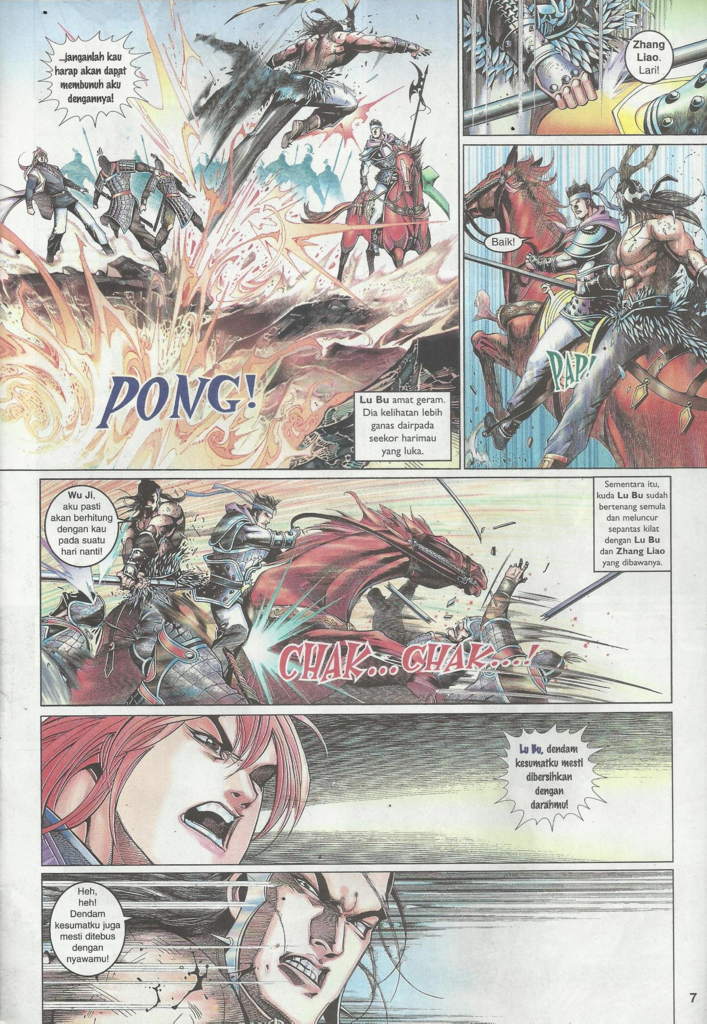 ...janganlah kau
harap akan dapat
membunuh aku
dengannya!
PONG!
Lu Bu amat geram.
Dia kelihatan lebih
ganas dairpada
seekor harimau
yang luka.
Zhang
Liao.
Lari!
Baik!
PAP!
Wu Ji,
aku pasti
akan berhitung
dengan kau
pada suatu
hari nanti!
Sementara itu,
kuda Lu Bu sudah
bertenang semula
dan meluncur
sepantas kilat
dengan Lu Bu
dan Zhang Liao
yang dibawanya.
CHAK...CHAK...!
Lu Bu, dendam
kesumatku mesti
dibersihkan
dengan
darahmu!
Heh,
heh!
Dendam
kesumatku juga
mesti ditebus
dengan
nyawamu!
7